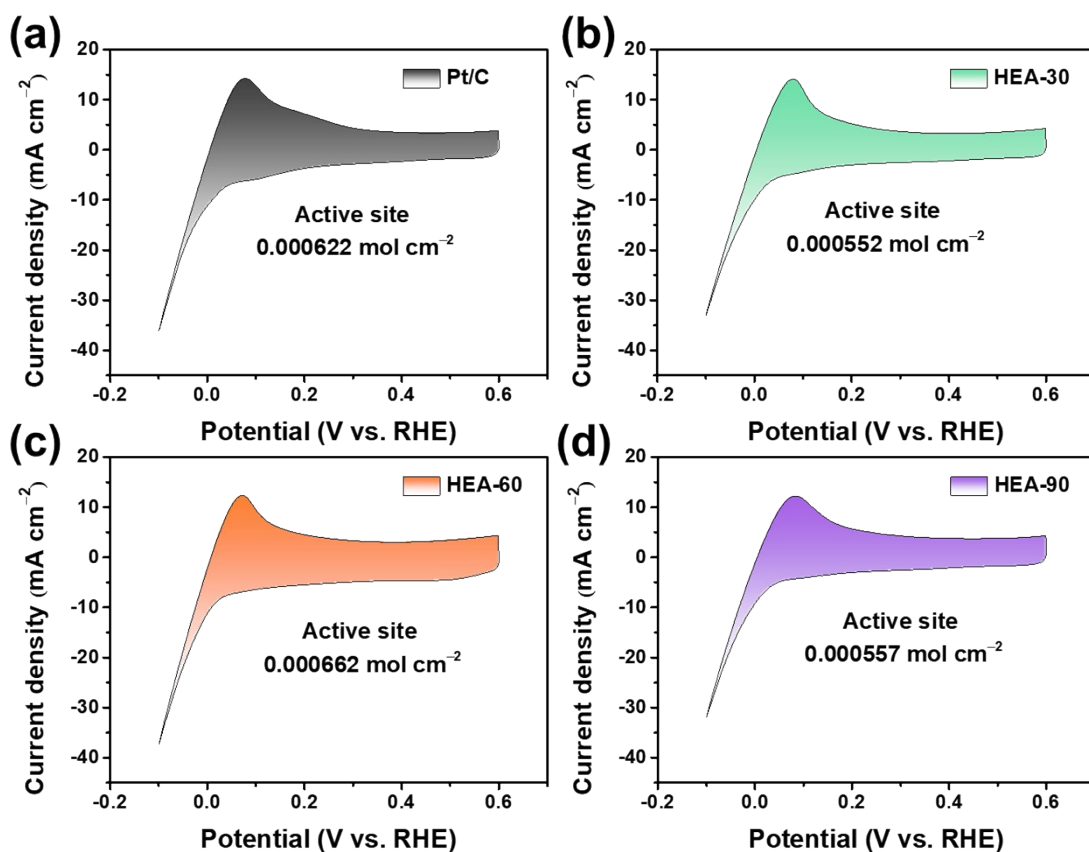 (a)
20
10
0
-10
-20
-30
-40
-0.2 0.0 0.2 0.4 0.6
Current density (mA cm⁻²)
Potential (V vs. RHE)
Pt/C
Active site
0.000622 mol cm⁻²
(b)
20
10
0
-10
-20
-30
-40
-0.2 0.0 0.2 0.4 0.6
Current density (mA cm⁻²)
Potential (V vs. RHE)
HEA-30
Active site
0.000552 mol cm⁻²
(c)
20
10
0
-10
-20
-30
-40
-0.2 0.0 0.2 0.4 0.6
Current density (mA cm⁻²)
Potential (V vs. RHE)
HEA-60
Active site
0.000662 mol cm⁻²
(d)
20
10
0
-10
-20
-30
-40
-0.2 0.0 0.2 0.4 0.6
Current density (mA cm⁻²)
Potential (V vs. RHE)
HEA-90
Active site
0.000557 mol cm⁻²